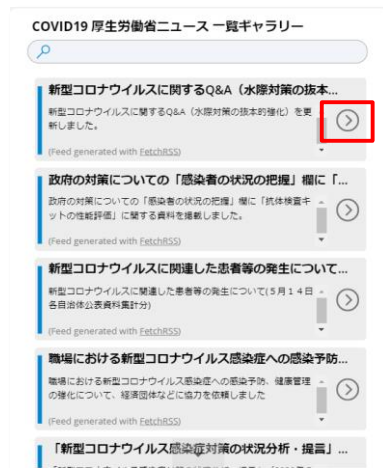 COVID19 厚生労働省ニュース 一覧ギャラリー
新型コロナウイルスに関するQ&A（水際対策の抜本...
新型コロナウイルスに関するQ&A（水際対策の抜本的強化）を更
新しました。
(Feed generated with FetchRSS)
政府の対策についての「感染者の状況の把握」欄に「...
政府の対策についての「感染者の状況の把握」欄に「抗体検査キ
ットの性能評価」に関する資料を掲載しました。
(Feed generated with FetchRSS)
新型コロナウイルスに関連した患者等の発生について...
新型コロナウイルスに関連した患者等の発生について(５月１４日
各自治体公表資料集計分)
(Feed generated with FetchRSS)
職場における新型コロナウイルス感染症への感染予防...
職場における新型コロナウイルス感染症への感染予防、健康管理
の強化について、経済団体などに協力を依頼しました
(Feed generated with FetchRSS)
「新型コロナウイルス感染症対策の状況分析・提言」...